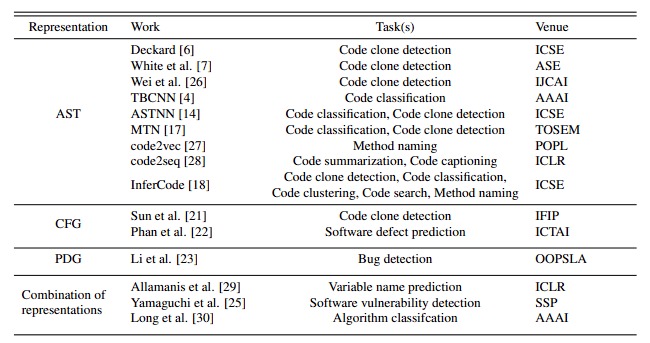 Representation Work Task(s) Venue
Deckard [6] Code clone detection ICSE
White et al. [7] Code clone detection ASE
Wei et al. [26] Code clone detection IJCAI
TBCNN [4] Code classification AAAI
AST ASTNN [14] Code classification, Code clone detection ICSE
MTN [17] Code classification, Code clone detection TOSEM
code2vec [27] Method naming POPL
code2seq [28] Code summarization, Code captioning ICLR
InferCode [18] Code clone detection, Code classification, ICSE
Code clustering, Code search, Method naming
CFG Sun et al. [21] Code clone detection IFIP
Phan et al. [22] Software defect prediction ICTAI
PDG Li et al. [23] Bug detection OOPSLA
Combination of Allamanis et al. [29] Variable name prediction ICLR
representations Yamaguchi et al. [25] Software vulnerability detection SSP
Long et al. [30] Algorithm classifcation AAAI